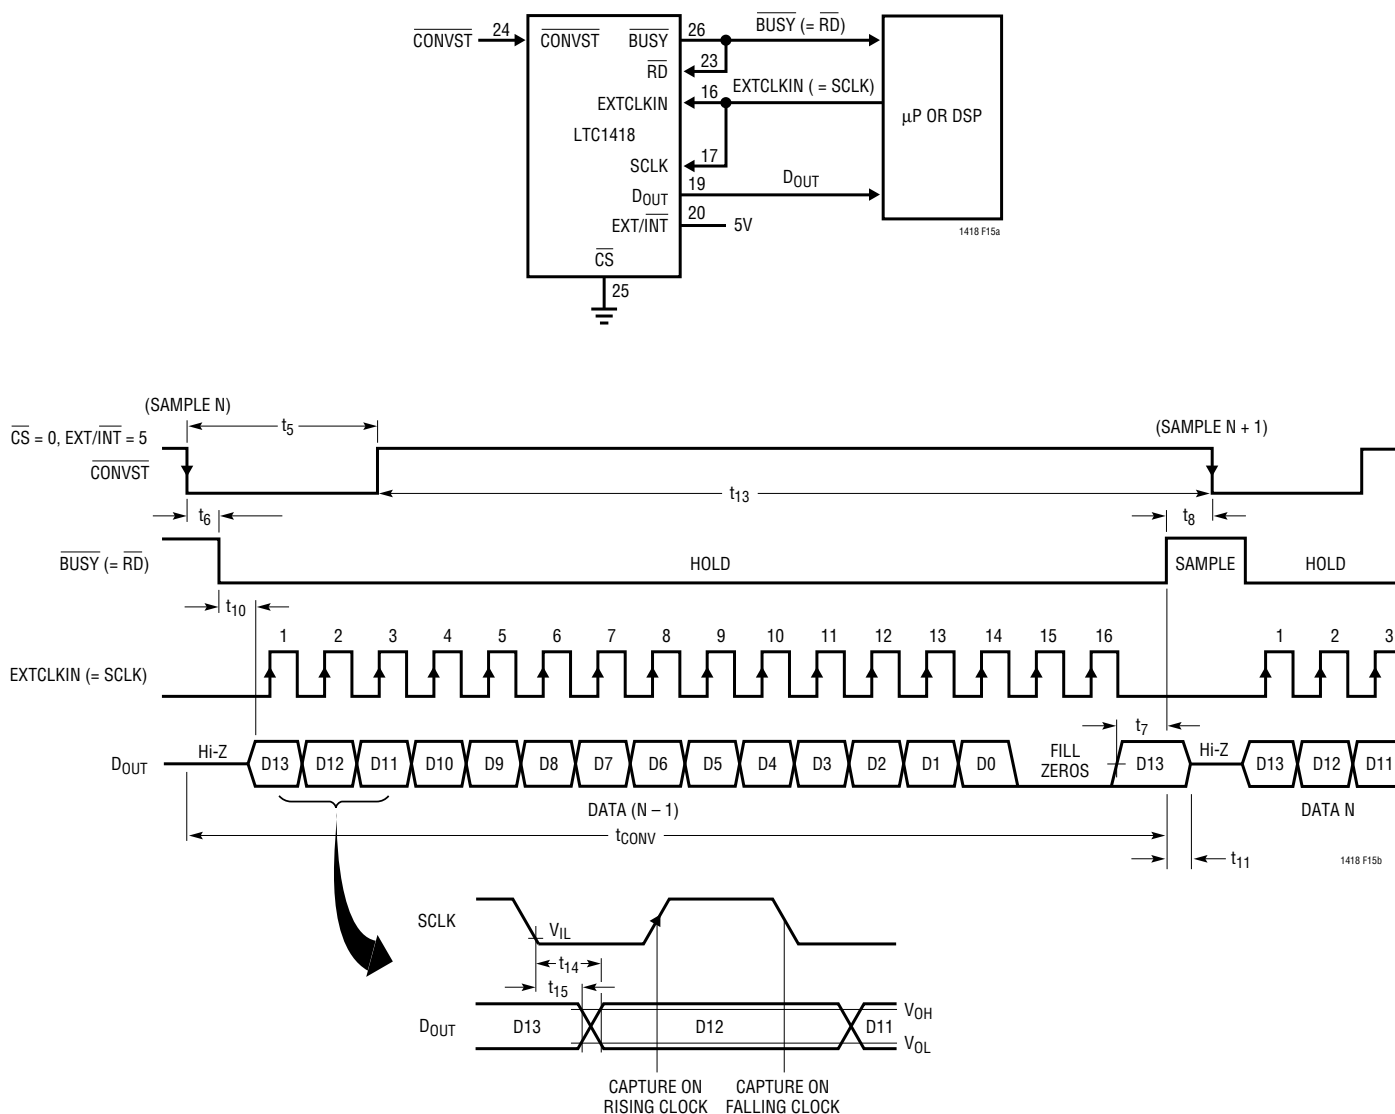 CONVST
24
CONVST
BUSY
26
BUSY (= RD)
RD
23
EXTCLKIN
16
EXTCLKIN ( = SCLK)
µP OR DSP
LTC1418
SCLK
17
DOUT
19
DOUT
EXT/INT
20
5V
1418 F15a
CS
25
(SAMPLE N)
t5
(SAMPLE N + 1)
CS = 0, EXT/INT = 5
CONVST
t13
t6
t8
BUSY (= RD)
HOLD
SAMPLE
HOLD
t10
1 2 3 4 5 6 7 8 9 10 11 12 13 14 15 16 1 2 3
EXTCLKIN (= SCLK)
t7
DOUT
Hi-Z
D13 D12 D11 D10 D9 D8 D7 D6 D5 D4 D3 D2 D1 D0
FILL
ZEROS
D13
Hi-Z
D13 D12 D11
DATA (N – 1)
DATA N
tCONV
t11
1418 F15b
SCLK
VIL
t14
t15
DOUT
D13
D12
D11
VOH
VOL
CAPTURE ON
RISING CLOCK
CAPTURE ON
FALLING CLOCK